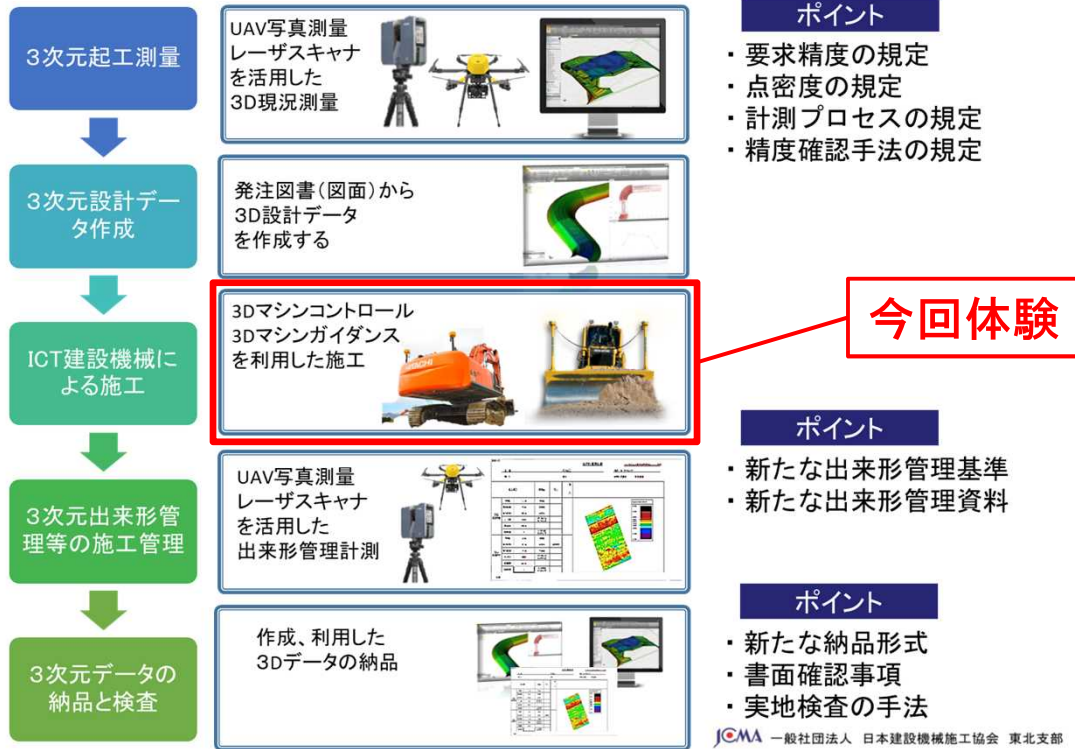 3次元起工測量
UAV写真測量
レーザスキャナ
を活用した
3D現況測量
ポイント
・要求精度の規定
・点密度の規定
・計測プロセスの規定
・精度確認手法の規定
3次元設計デー
タ作成
発注図書(図面)から
3D設計データ
を作成する
ICT建設機械に
よる施工
3Dマシンコントロール
3Dマシンガイダンス
を利用した施工
HITACHI
今回体験
3次元出来形管
理等の施工管理
UAV写真測量
レーザスキャナ
を活用した
出来形管理計測
ポイント
・新たな出来形管理基準
・新たな出来形管理資料
3次元データの
納品と検査
作成、利用した
3Dデータの納品
ポイント
・新たな納品形式
・書面確認事項
・実地検査の手法
JCMA 一般社団法人 日本建設機械施工協会 東北支部